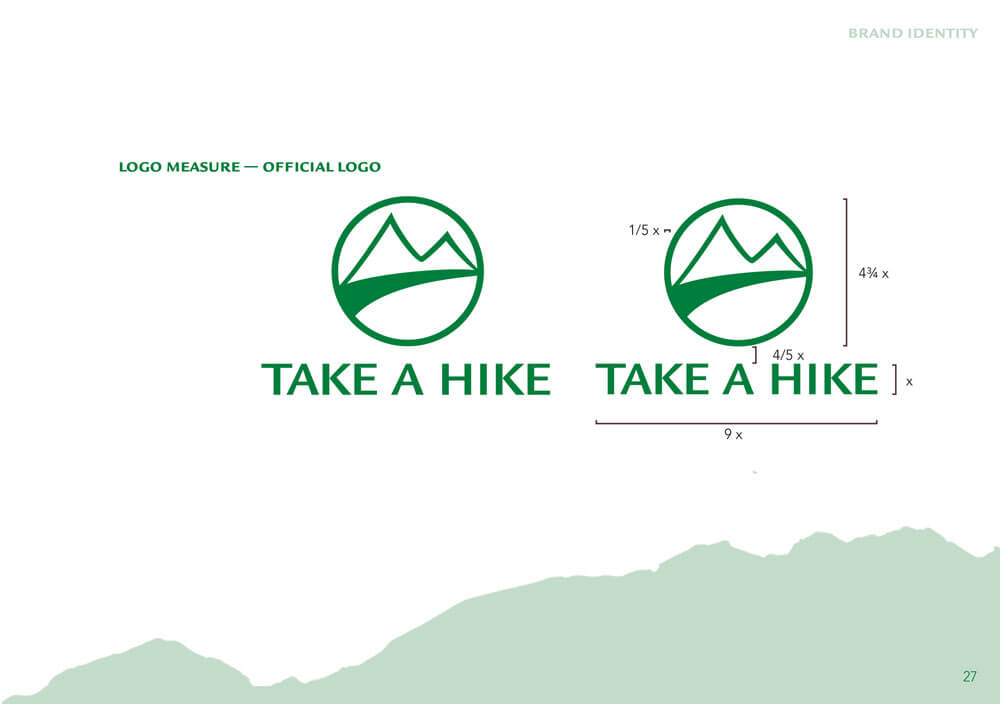 BRAND IDENTITY
LOGO MEASURE — OFFICIAL LOGO
1/5 x
4¾ x
4/5 x
TAKE A HIKE
TAKE A HIKE
x
9 x
27